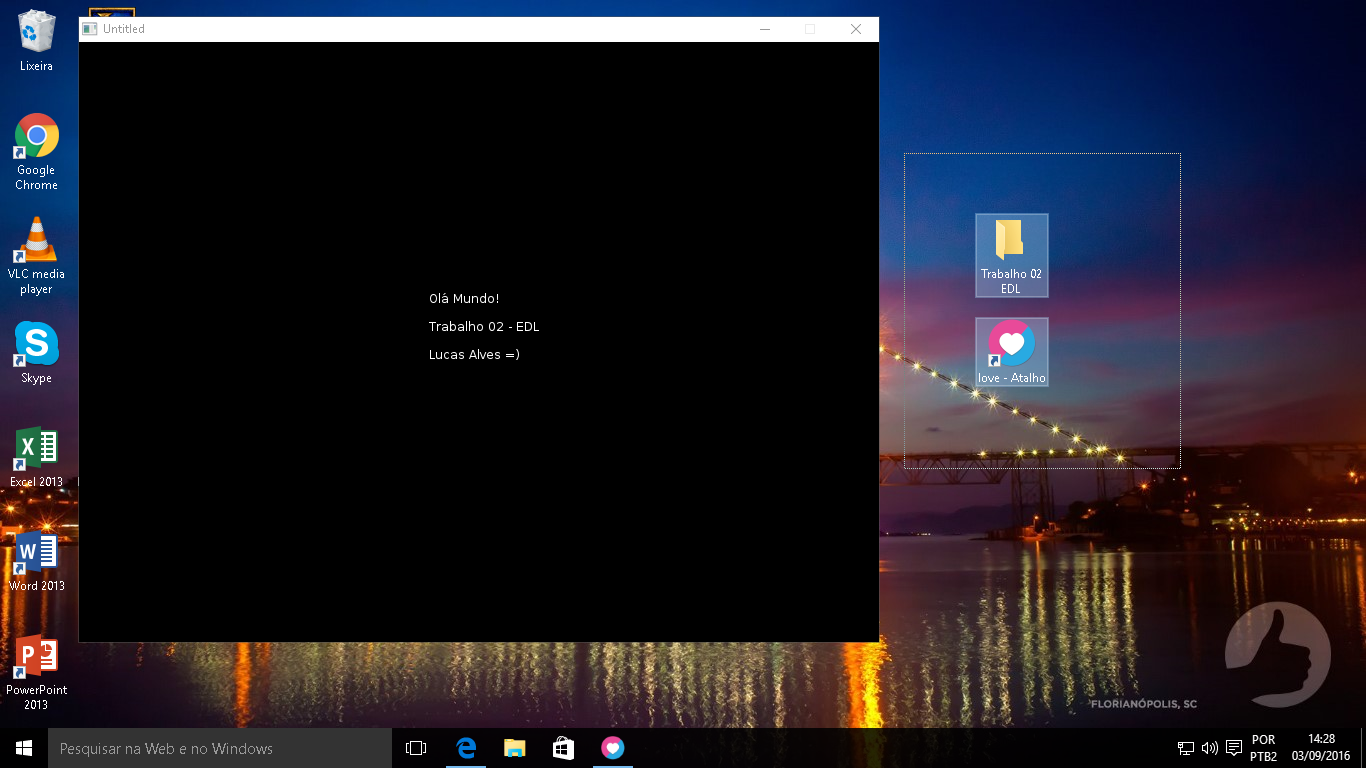 Untitled
Olá Mundo!
Trabalho 02 - EDL
Lucas Alves =)
Lixeira
Google
Chrome
VLC media
player
Skype
Excel 2013
Word 2013
PowerPoint
2013
Trabalho 02
EDL
love - Atalho
FLORIANÓPOLIS, SC
Pesquisar na Web e no Windows
POR
PTB2
14:28
03/09/2016